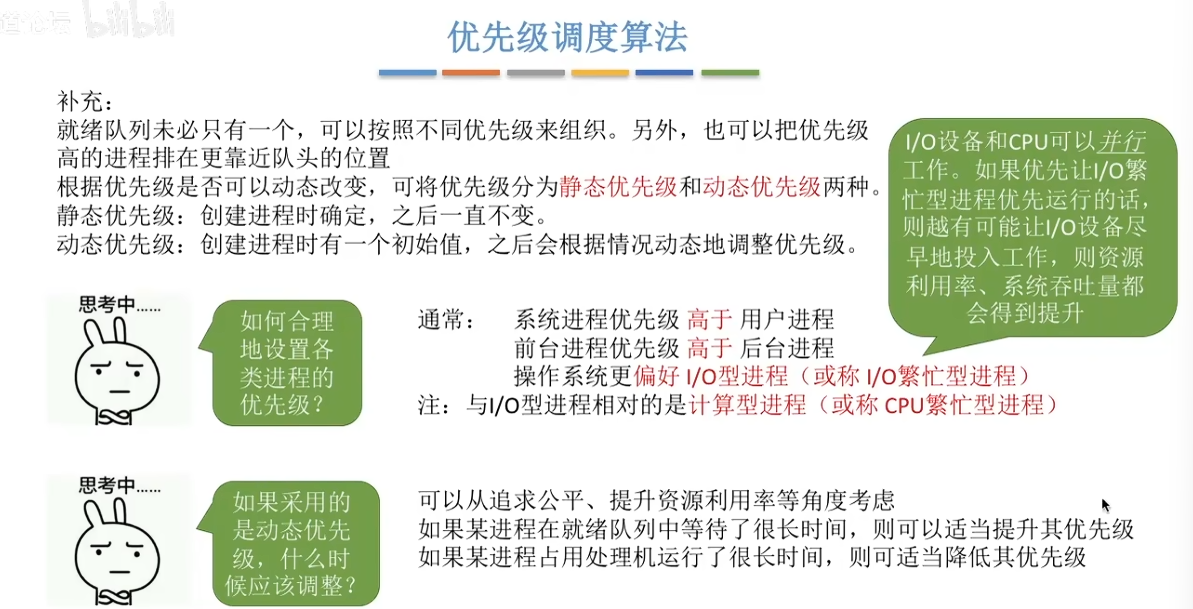 bilibili
优先级调度算法
补充：
就绪队列未必只有一个，可以按照不同优先级来组织。另外，也可以把优先级
高的进程排在更靠近队头的位置
根据优先级是否可以动态改变，可将优先级分为静态优先级和动态优先级两种。
静态优先级：创建进程时确定，之后一直不变。
动态优先级：创建进程时有一个初始值，之后会根据情况动态地调整优先级。
I/O设备和CPU可以并行
工作。如果优先让I/O繁
忙型进程优先运行的话，
则越有可能让I/O设备尽
早地投入工作，则资源
利用率、系统吞吐量都
会得到提升
思考中……
如何合理
地设置各
类进程的
优先级？
通常： 系统进程优先级 高于 用户进程
前台进程优先级 高于 后台进程
操作系统更偏好 I/O型进程（或称 I/O繁忙型进程）
注：与I/O型进程相对的是计算型进程（或称 CPU繁忙型进程）
思考中……
如果采用的
是动态优先
级，什么时
候应该调整？
可以从追求公平、提升资源利用率等角度考虑
如果某进程在就绪队列中等待了很长时间，则可以适当提升其优先级
如果某进程占用处理机运行了很长时间，则可适当降低其优先级